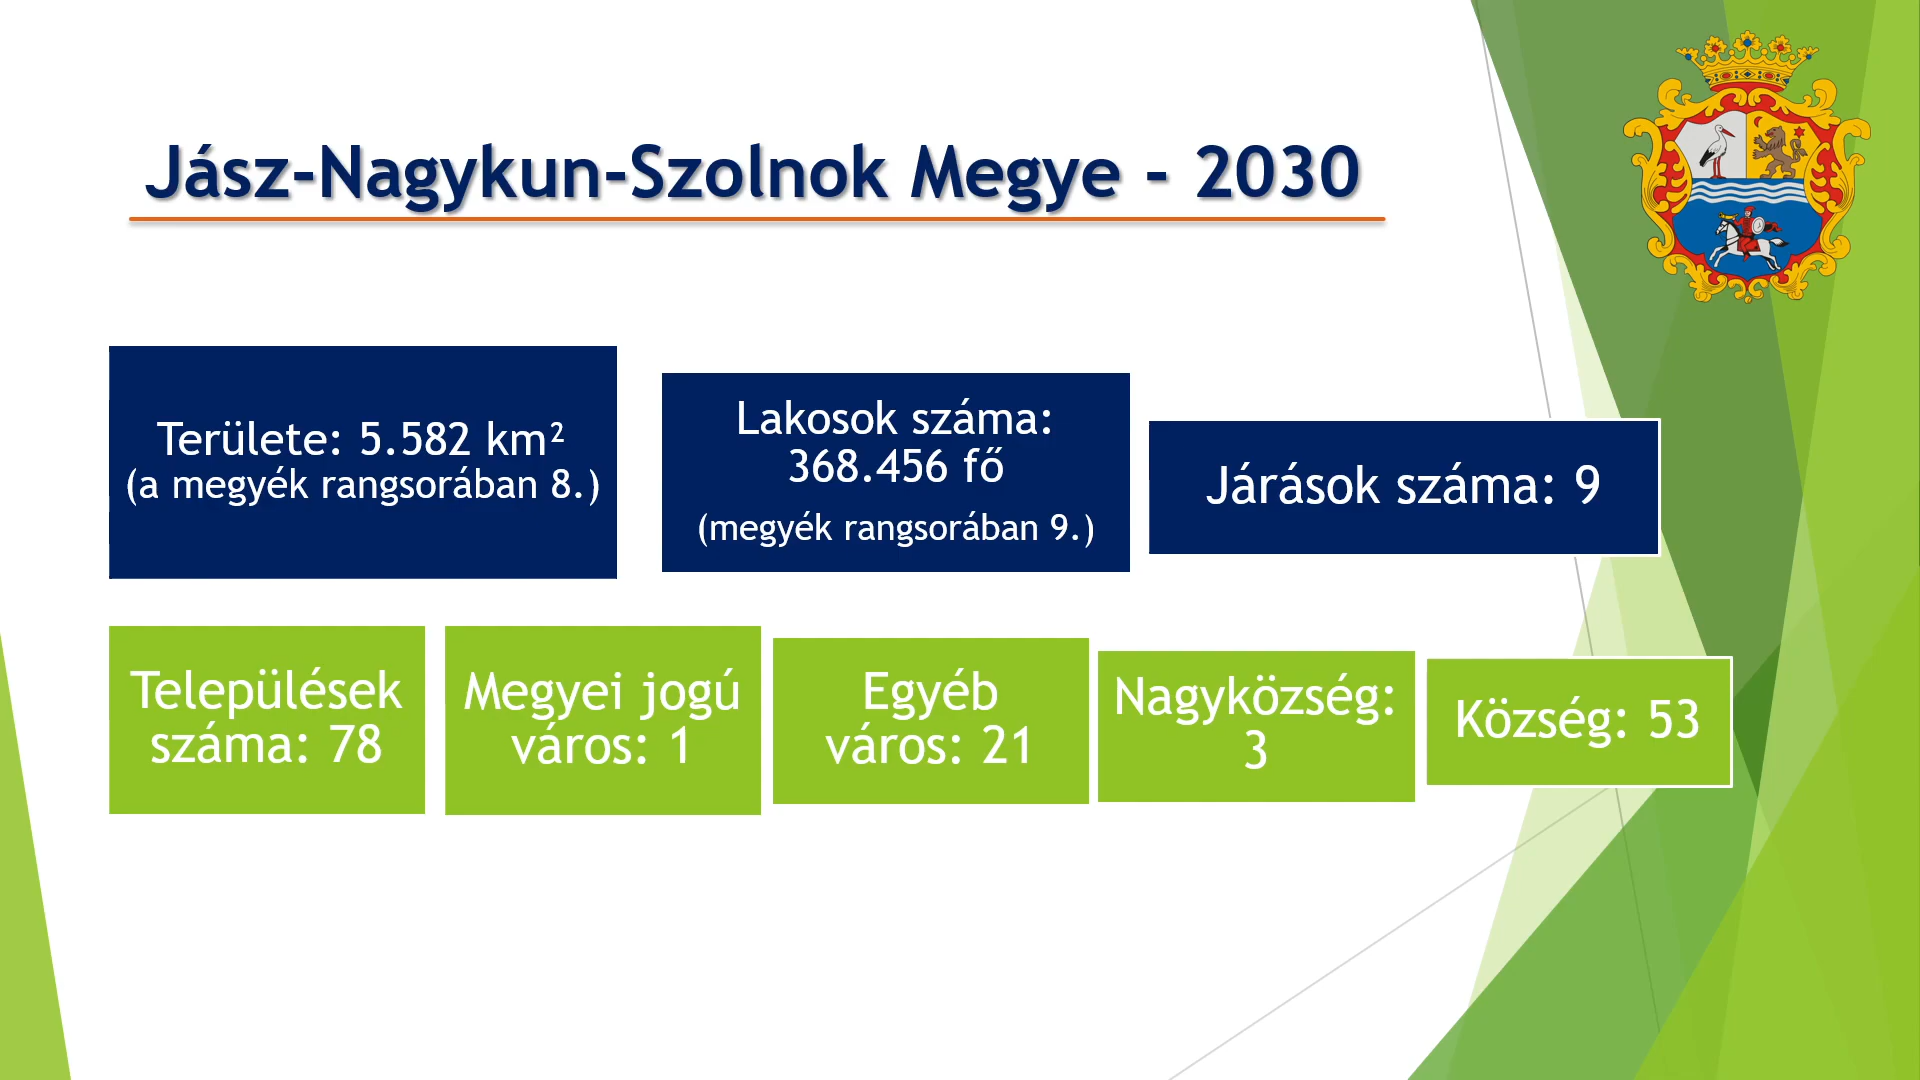 Jász-Nagykun-Szolnok Megye - 2030
Területe: 5.582 km²
(a megyék rangsorában 8.)
Lakosok száma:
368.456 fő
(megyék rangsorában 9.)
Járások száma: 9
Települések
száma: 78
Megyei jogú
város: 1
Egyéb
város: 21
Nagyközség:
3
Község: 53